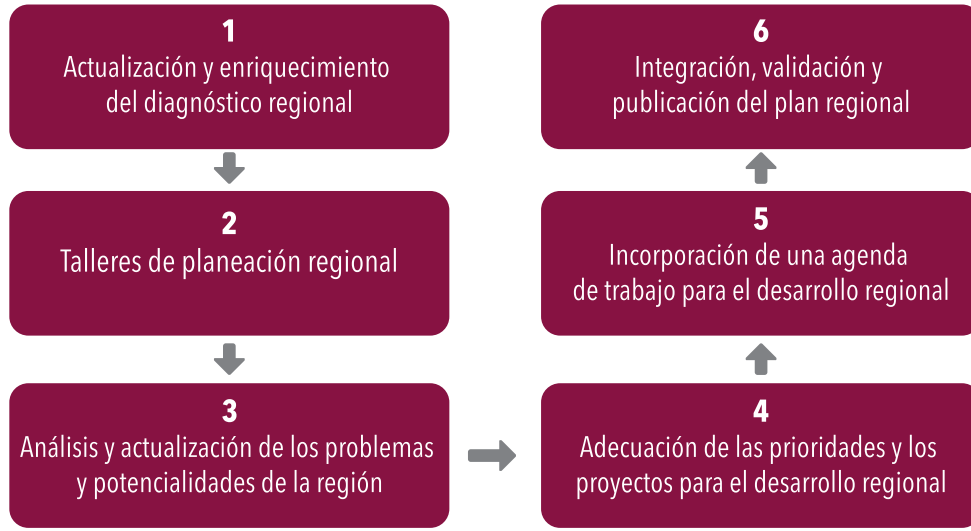 1
Actualización y enriquecimiento
del diagnóstico regional
2
Talleres de planeación regional
3
Análisis y actualización de los problemas
y potencialidades de la región
4
Adecuación de las prioridades y los
proyectos para el desarrollo regional
5
Incorporación de una agenda
de trabajo para el desarrollo regional
6
Integración, validación y
publicación del plan regional